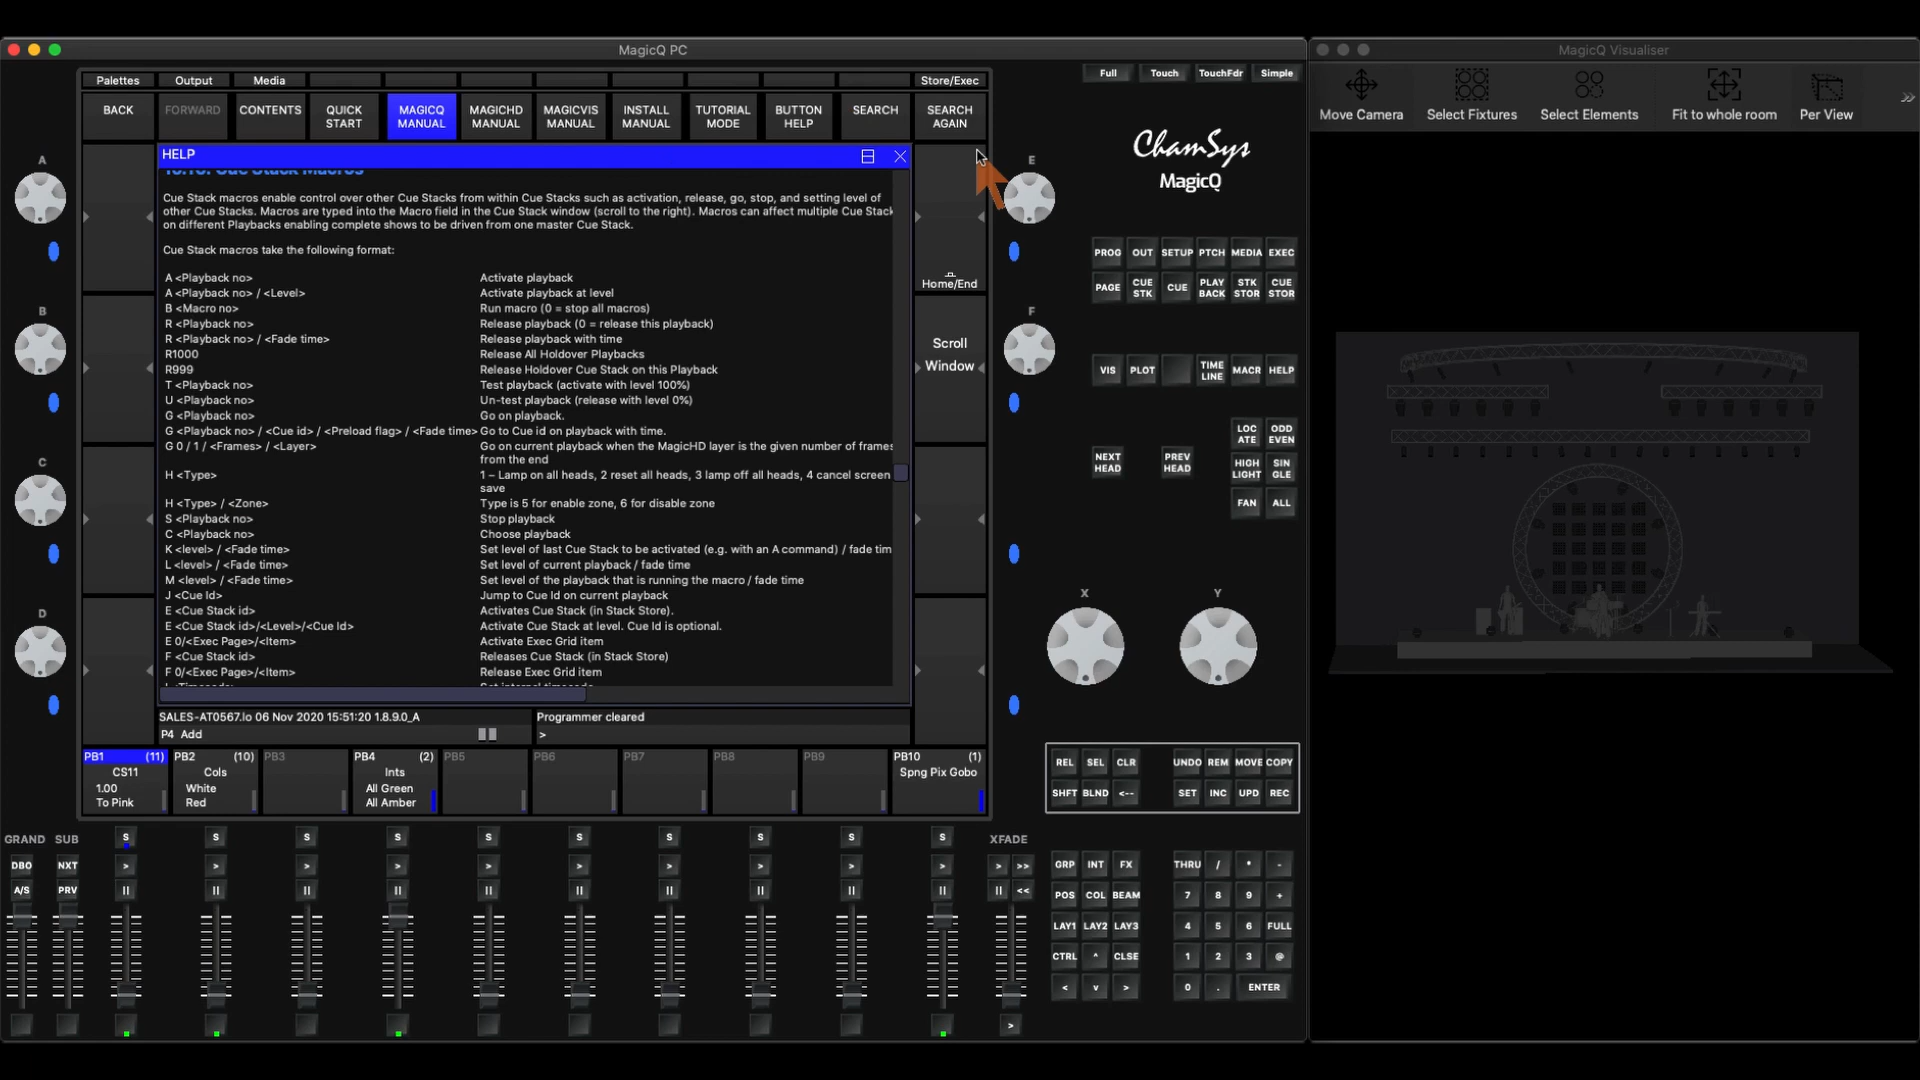 MagicQ PC
Palettes
Output
Media
Store/Exec
BACK
FORWARD
CONTENTS
QUICK START
MAGICQ MANUAL
MAGICHD MANUAL
MAGICVIS MANUAL
INSTALL MANUAL
TUTORIAL MODE
BUTTON HELP
SEARCH
SEARCH AGAIN
HELP
Cue Stack Macros
Cue Stack macros enable control over other Cue Stacks from within Cue Stacks such as activation, release, go, stop, and setting level of
other Cue Stacks. Macros are typed into the Macro field in the Cue Stack window (scroll to the right). Macros can affect multiple Cue Stack
on different Playbacks enabling complete shows to be driven from one master Cue Stack.
Cue Stack macros take the following format:
A <Playback no> Activate playback
A <Playback no> / <Level> Activate playback at level
B <Macro no> Run macro (0 = stop all macros)
R <Playback no> Release playback (0 = release this playback)
R <Playback no> / <Fade time> Release playback with time
R1000 Release All Holdover Playbacks
R999 Release Holdover Cue Stack on this Playback
T <Playback no> Test playback (activate with level 100%)
U <Playback no> Un-test playback (release with level 0%)
G <Playback no> Go on playback.
G <Playback no> / <Cue id> / <Preload flag> / <Fade time> Go to Cue id on playback with time.
G 0 / 1 / <Frames> / <Layer> Go on current playback when the MagicHD layer is the given number of frames
from the end
H <Type> 1 – Lamp on all heads, 2 reset all heads, 3 lamp off all heads, 4 cancel screen
save
H <Type> / <Zone> Type is 5 for enable zone, 6 for disable zone
S <Playback no> Stop playback
C <Playback no> Choose playback
K <level> / <Fade time> Set level of last Cue Stack to be activated (e.g. with an A command) / fade tim
L <level> / <Fade time> Set level of current playback / fade time
M <level> / <Fade time> Set level of the playback that is running the macro / fade time
J <Cue Id> Jump to Cue Id on current playback
E <Cue Stack id> Activates Cue Stack (in Stack Store).
E <Cue Stack id>/<Level>/<Cue Id> Activate Cue Stack at level. Cue Id is optional.
E 0/<Exec Page>/<Item> Activate Exec Grid item
F <Cue Stack id> Releases Cue Stack (in Stack Store)
F 0/<Exec Page>/<Item> Release Exec Grid item
Home/End
Scroll
Window
SALES-AT0567.lo 06 Nov 2020 15:51:20 1.8.9.0_A
Programmer cleared
P4 Add
>
PB1 (11)
CS11
1.00
To Pink
PB2 (10)
Cols
White
Red
PB3
PB4 (2)
Ints
All Green
All Amber
PB5
PB6
PB7
PB8
PB9
PB10 (1)
Spng Pix Gobo
A
B
C
D
E
F
X
Y
Full
Touch
TouchFdr
Simple
ChamSys
MagicQ
PROG OUT SETUP PTCH MEDIA EXEC
PAGE CUE STK CUE PLAY BACK STK STOR CUE STOR
VIS PLOT TIME LINE MACR HELP
LOC ATE ODD EVEN
NEXT HEAD PREV HEAD HIGH LIGHT SIN GLE
FAN ALL
REL SEL CLR UNDO REM MOVE COPY
SHFT BLND <-- SET INC UPD REC
GRAND SUB
S S S S S S S S S S
XFADE
DBO NXT > > > > > > > > > > > >>
A/S PRV II II II II II II II II II II II <<
>
GRP INT FX THRU / * -
POS COL BEAM 7 8 9 +
LAY1 LAY2 LAY3 4 5 6 FULL
CTRL ^ CLSE 1 2 3 @
< v > 0 . ENTER
MagicQ Visualiser
Move Camera
Select Fixtures
Select Elements
Fit to whole room
Per View
»